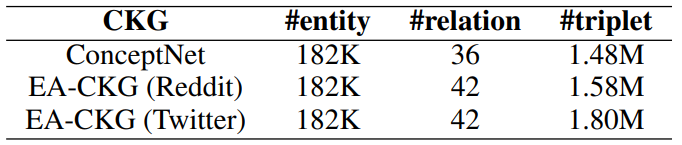 CKG #entity #relation #triplet
ConceptNet 182K 36 1.48M
EA-CKG (Reddit) 182K 42 1.58M
EA-CKG (Twitter) 182K 42 1.80M